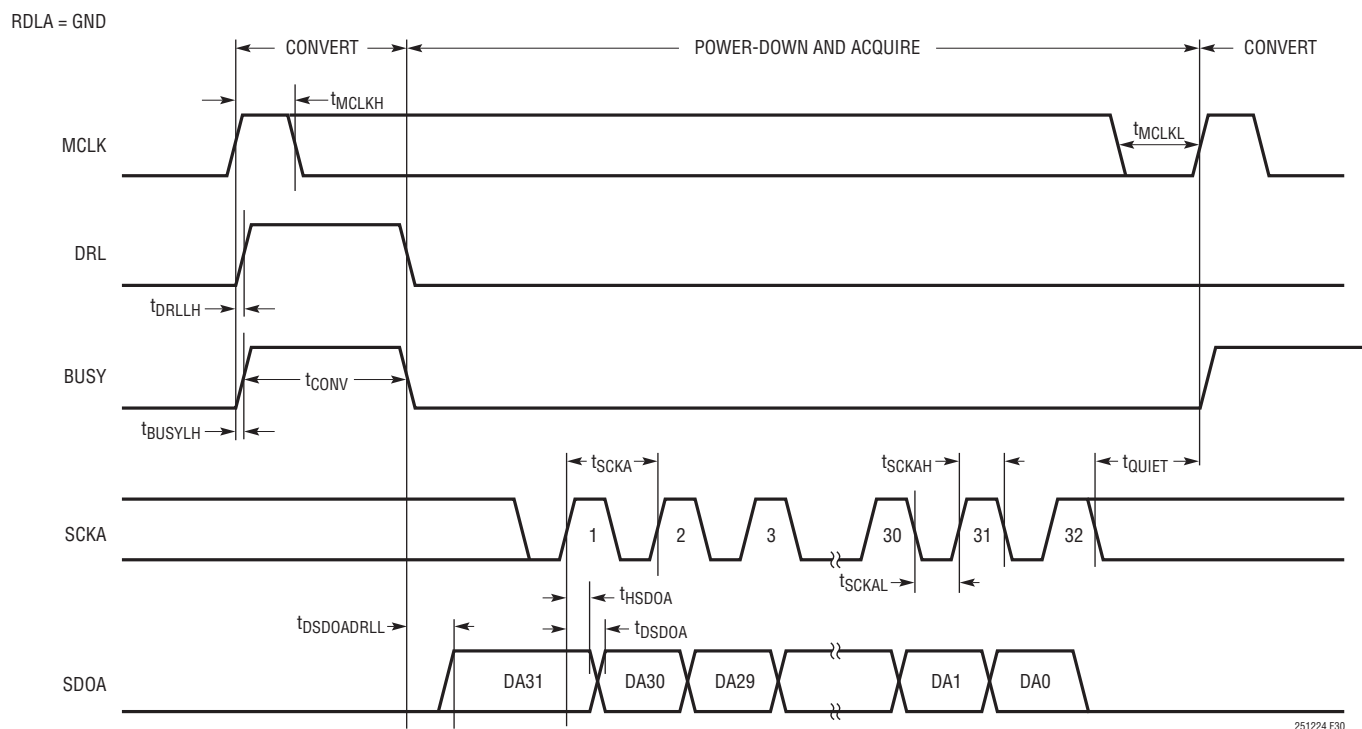 RDLA = GND
CONVERT
POWER-DOWN AND ACQUIRE
CONVERT
tMCLKH
tMCLKL
MCLK
DRL
tDRLLH
BUSY
tCONV
tBUSYLH
tSCKA
tSCKAH
tQUIET
SCKA
1
2
3
30
31
32
tSCKAL
tHSDOA
tDSDOADRLL
tDSDOA
SDOA
DA31
DA30
DA29
DA1
DA0
251224 F30